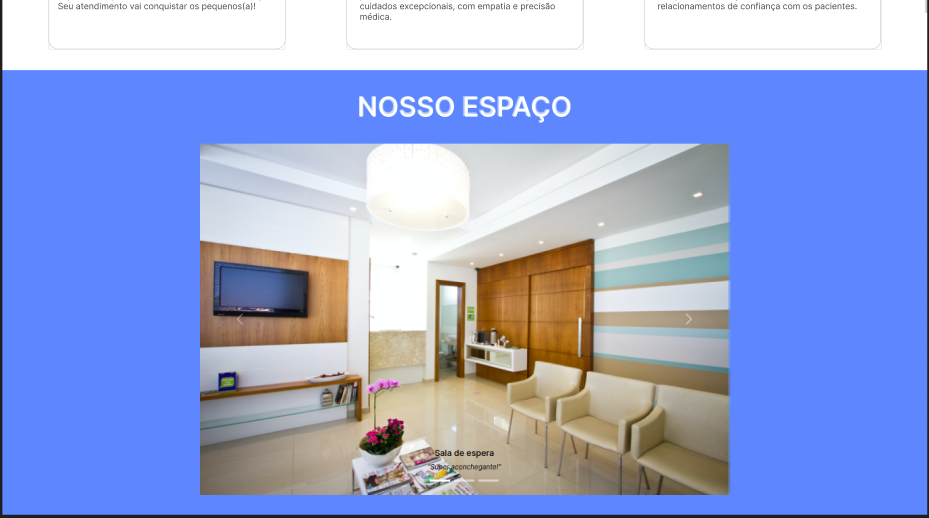 Seu atendimento vai conquistar os pequenos(a)!
cuidados excepcionais, com empatia e precisão
médica.
relacionamentos de confiança com os pacientes.
NOSSO ESPAÇO
Sala de espera
"Super aconchegante!"